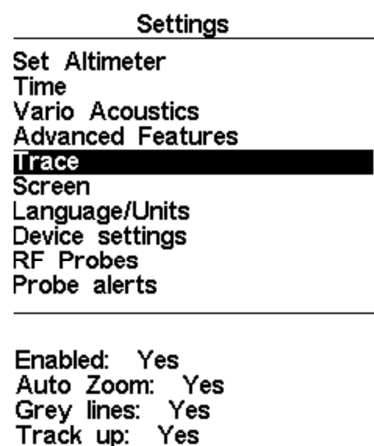 Settings
Set Altimeter
Time
Vario Acoustics
Advanced Features
Trace
Screen
Language/Units
Device settings
RF Probes
Probe alerts
Enabled: Yes
Auto Zoom: Yes
Grey lines: Yes
Track up: Yes